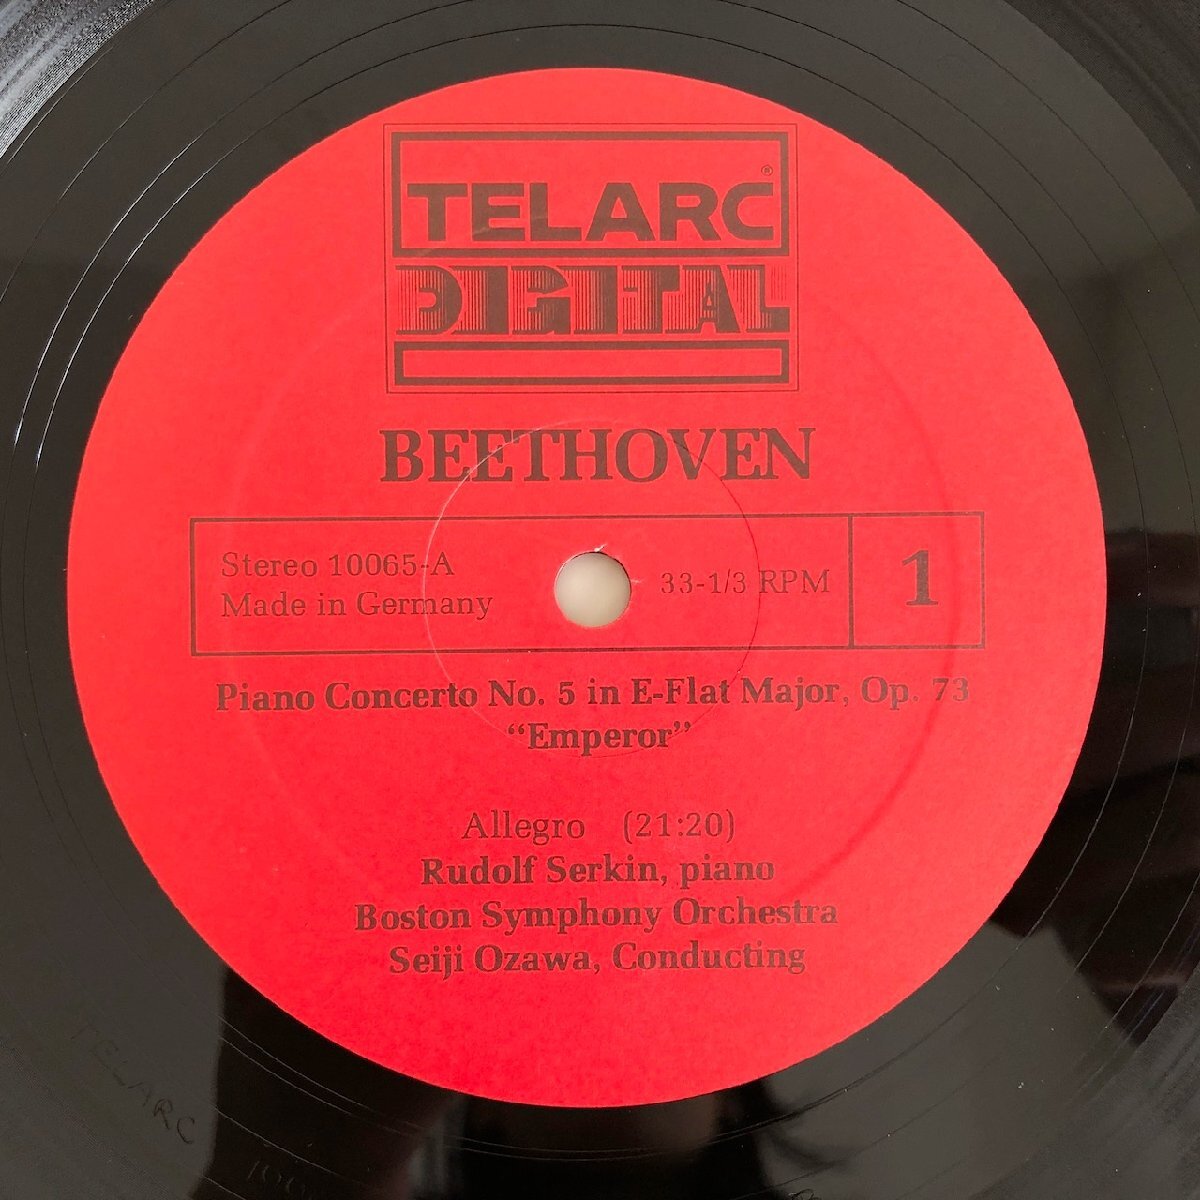 TELARC®
DIGITAL
BEETHOVEN
Stereo 10065-A
Made in Germany
33-1/3 RPM
1
Piano Concerto No. 5 in E-Flat Major, Op. 73
“Emperor”
Allegro (21:20)
Rudolf Serkin, piano
Boston Symphony Orchestra
Seiji Ozawa, Conducting
TELARC